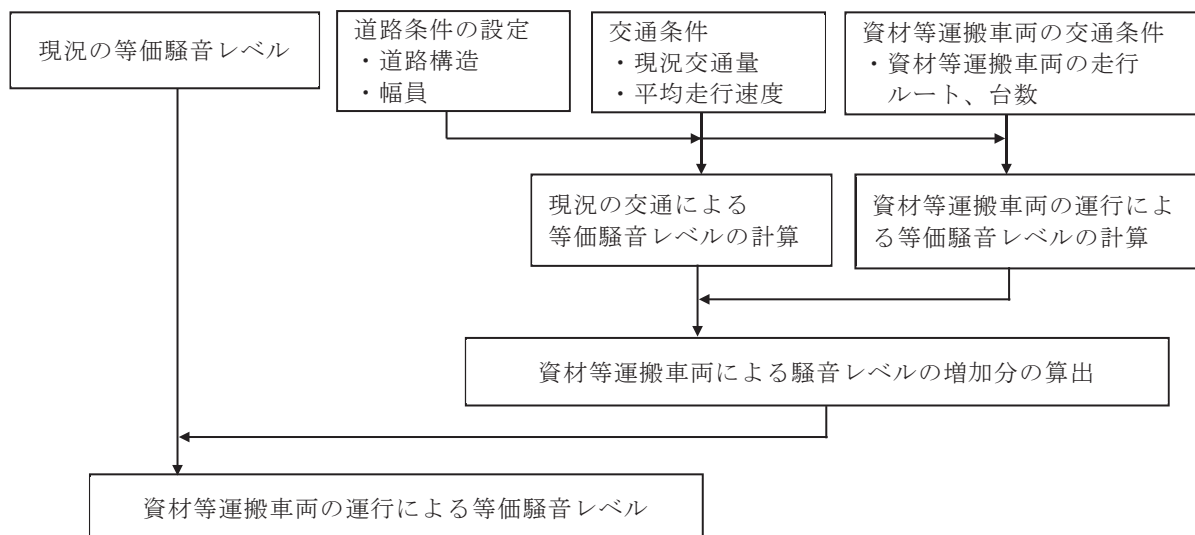 現況の等価騒音レベル
道路条件の設定
・道路構造
・幅員
交通条件
・現況交通量
・平均走行速度
資材等運搬車両の交通条件
・資材等運搬車両の走行
ルート、台数
現況の交通による
等価騒音レベルの計算
資材等運搬車両の運行によ
る等価騒音レベルの計算
資材等運搬車両による騒音レベルの増加分の算出
資材等運搬車両の運行による等価騒音レベル